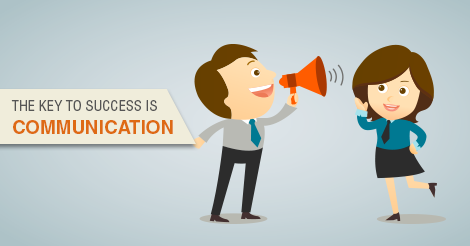 THE KEY TO SUCCESS IS
COMMUNICATION